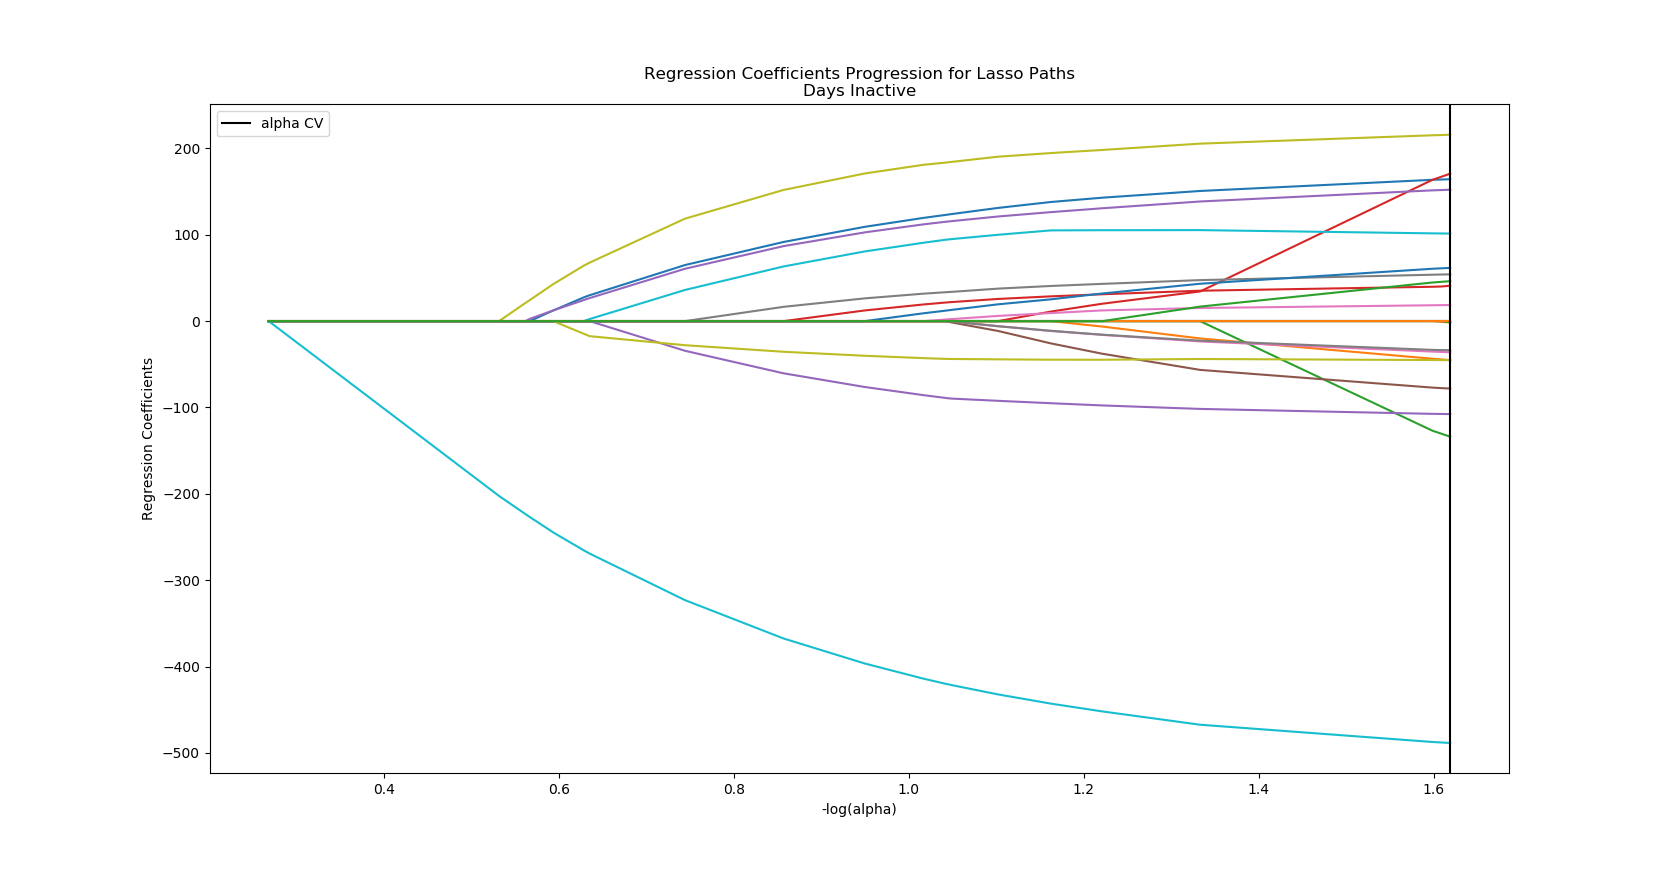 Regression Coefficients Progression for Lasso Paths
Days Inactive
alpha CV
200
100
0
−100
−200
−300
−400
−500
Regression Coefficients
0.4 0.6 0.8 1.0 1.2 1.4 1.6
-log(alpha)